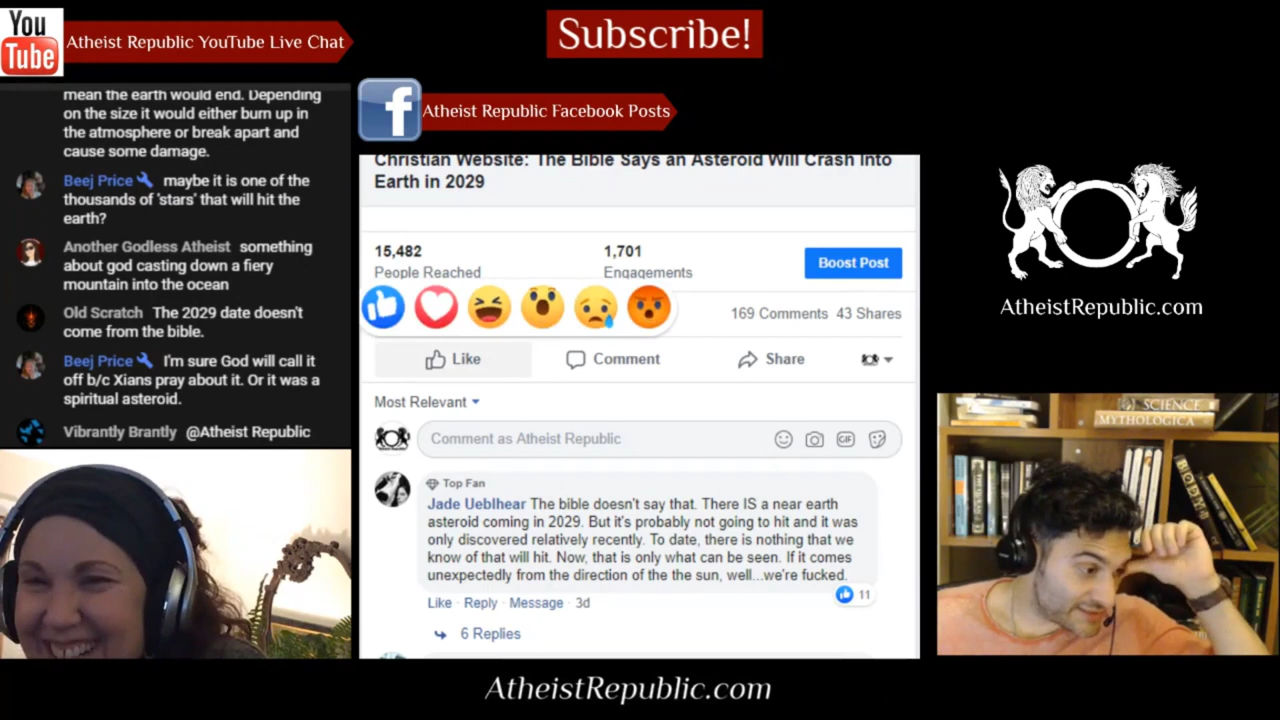 You
Tube
Atheist Republic YouTube Live Chat
Subscribe!
mean the earth would end. Depending
on the size it would either burn up in
the atmosphere or break apart and
cause some damage.
Beej Price maybe it is one of the
thousands of 'stars' that will hit the
earth?
Another Godless Atheist something
about god casting down a fiery
mountain into the ocean
Old Scratch The 2029 date doesn't
come from the bible.
Beej Price I'm sure God will call it
off b/c Xians pray about it. Or it was a
spiritual asteroid.
Vibrantly Brantly @Atheist Republic
f
Atheist Republic Facebook Posts
Christian Website: The Bible Says an Asteroid Will Crash Into
Earth in 2029
15,482
People Reached
1,701
Engagements
Boost Post
169 Comments 43 Shares
Like
Comment
Share
Most Relevant
Comment as Atheist Republic
GIF
Top Fan
Jade Ueblhear The bible doesn't say that. There IS a near earth
asteroid coming in 2029. But it's probably not going to hit and it was
only discovered relatively recently. To date, there is nothing that we
know of that will hit. Now, that is only what can be seen. If it comes
unexpectedly from the direction of the the sun, well...we're fucked.
11
Like · Reply · Message · 3d
6 Replies
AtheistRepublic.com
SCIENCE
MYTHOLOGICA
AtheistRepublic.com